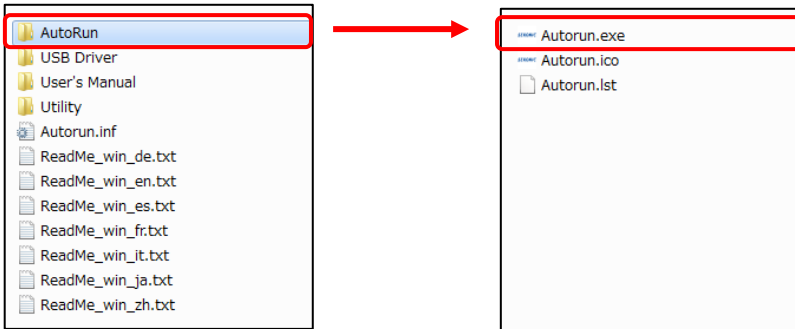 AutoRun
USB Driver
User's Manual
Utility
Autorun.inf
ReadMe_win_de.txt
ReadMe_win_en.txt
ReadMe_win_es.txt
ReadMe_win_fr.txt
ReadMe_win_it.txt
ReadMe_win_ja.txt
ReadMe_win_zh.txt
Autorun.exe
Autorun.ico
Autorun.lst